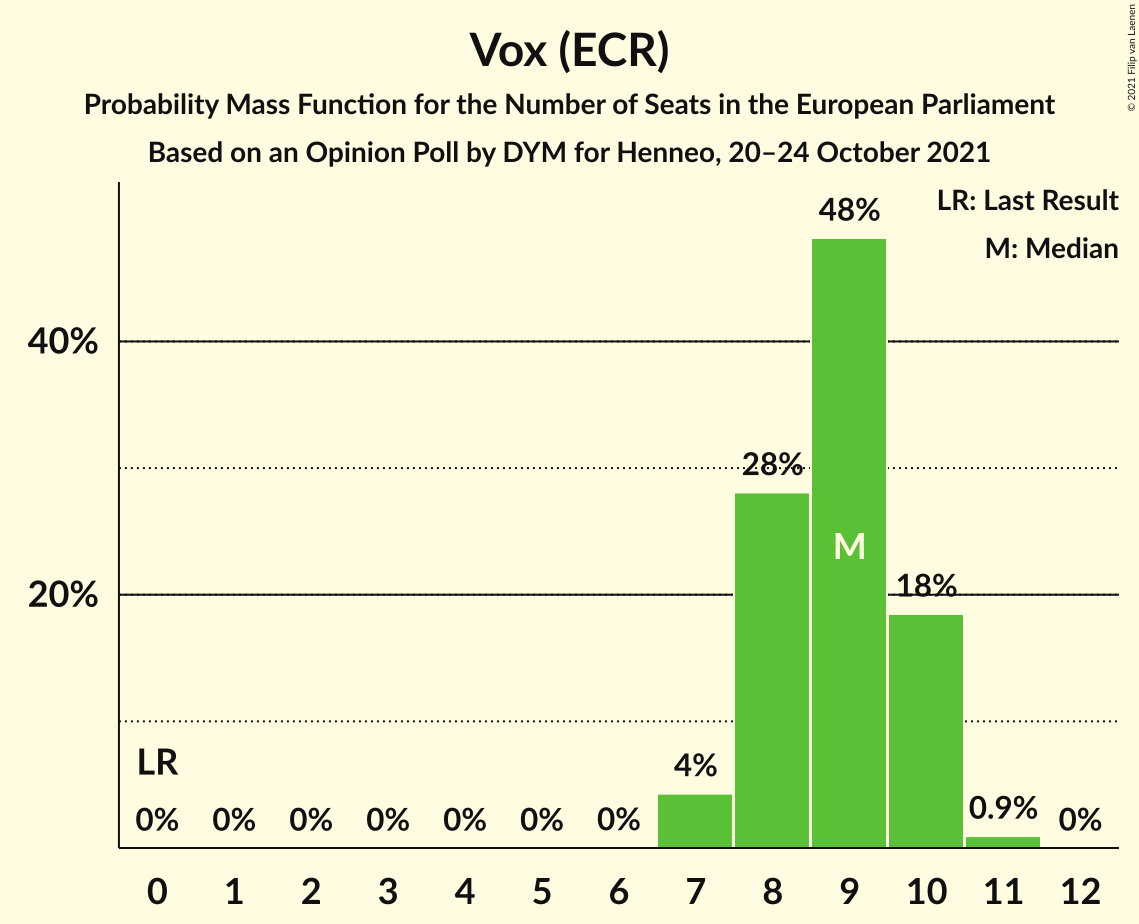 Vox (ECR)
Probability Mass Function for the Number of Seats in the European Parliament
Based on an Opinion Poll by DYM for Henneo, 20–24 October 2021
© 2021 Filip van Laenen
LR: Last Result
M: Median
48%
40%
28%
M
20%
18%
LR
4%
0% 0% 0% 0% 0% 0% 0% 0.9% 0%
0 1 2 3 4 5 6 7 8 9 10 11 12